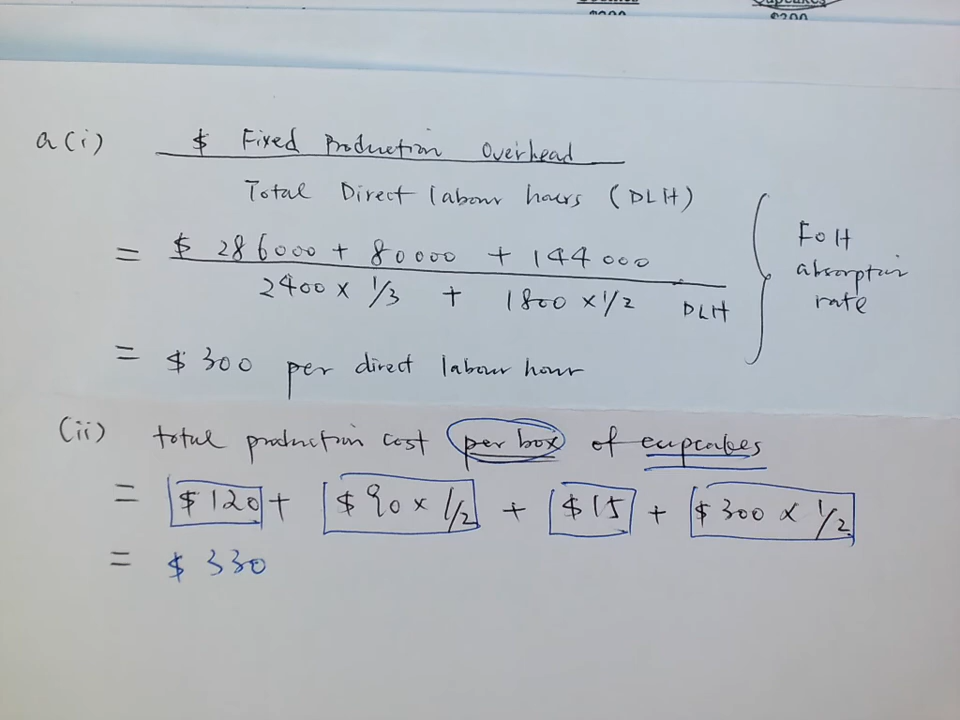 Cupcakes
$200
a(i) $ Fixed Production Overhead
Total Direct labour hours (DLH)
= $ 286000 + 80000 + 144000
2400 x 1/3 + 1800 x 1/2 DLH
FOH
absorption
rate
= $ 300 per direct labour hour
(ii) total production cost per box of cupcakes
= $120 + $90 x 1/2 + $15 + $300 x 1/2
= $ 330